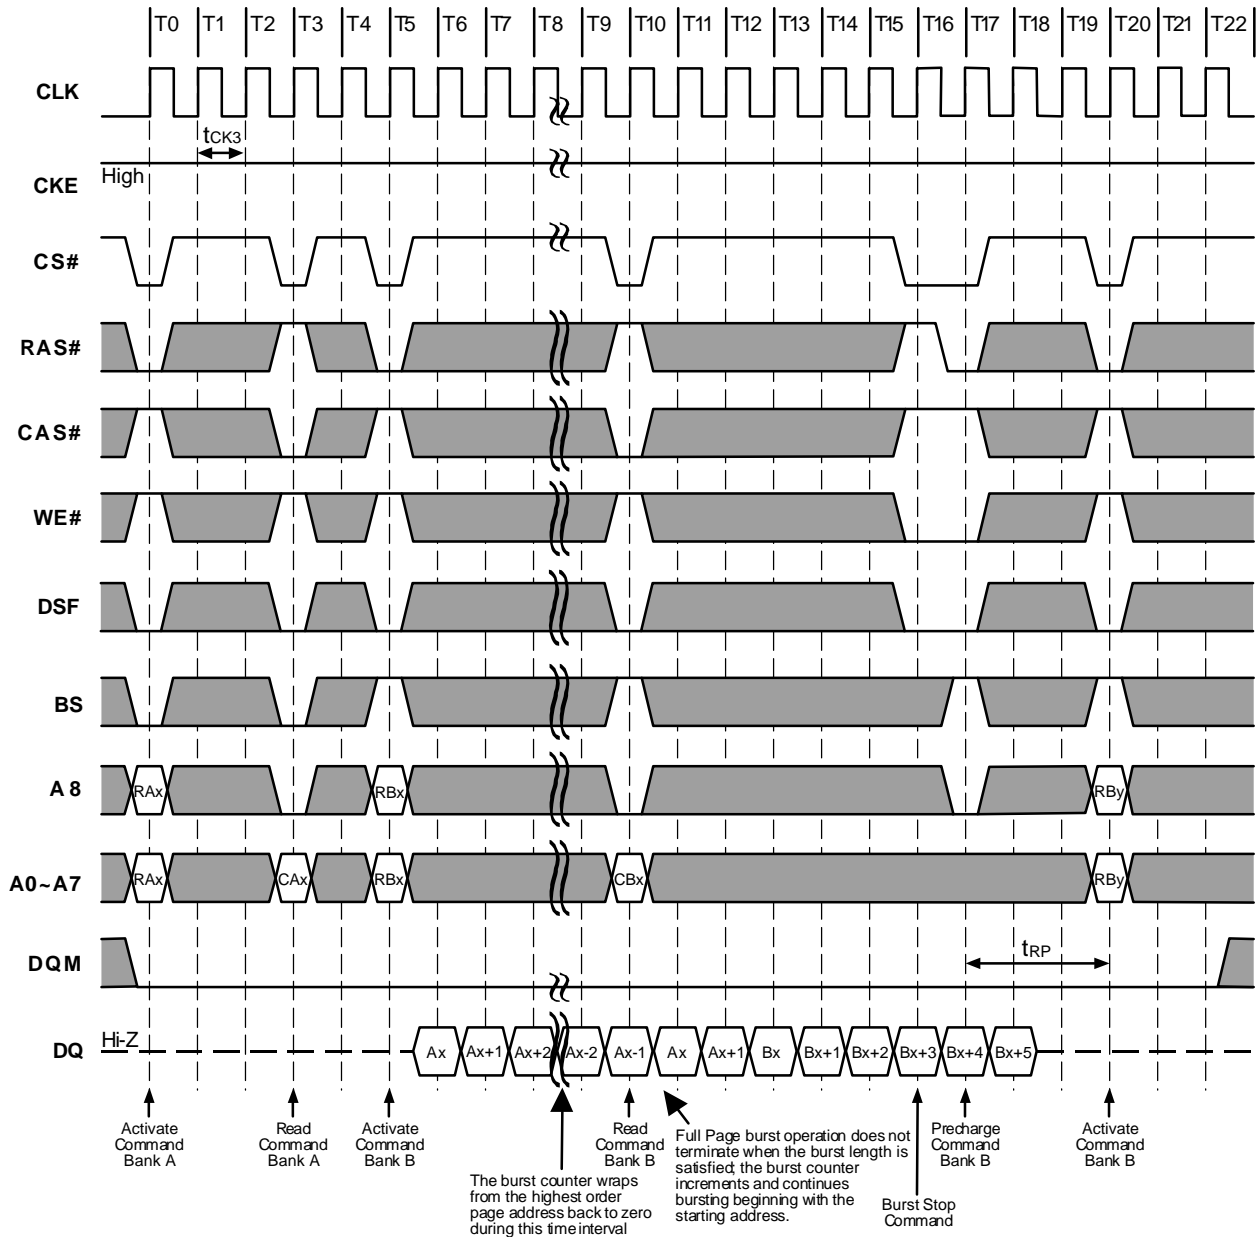 T0 T1 T2 T3 T4 T5 T6 T7 T8 T9 T10 T11 T12 T13 T14 T15 T16 T17 T18 T19 T20 T21 T22
CLK
tCK3
High
CKE
CS#
RAS#
CAS#
WE#
DSF
BS
A8
RAx RBx RBy
A0~A7
RAx CAx RBx CBx RBy
DQM
tRP
Hi-Z
DQ
Ax Ax+1 Ax+2 Ax-2 Ax-1 Ax Ax+1 Bx Bx+1 Bx+2 Bx+3 Bx+4 Bx+5
Activate
Command
Bank A
Read
Command
Bank A
Activate
Command
Bank B
The burst counter wraps
from the highest order
page address back to zero
during this time interval
Read
Command
Bank B
Full Page burst operation does not
terminate when the burst length is
satisfied; the burst counter
increments and continues
bursting beginning with the
starting address.
Burst Stop
Command
Precharge
Command
Bank B
Activate
Command
Bank B